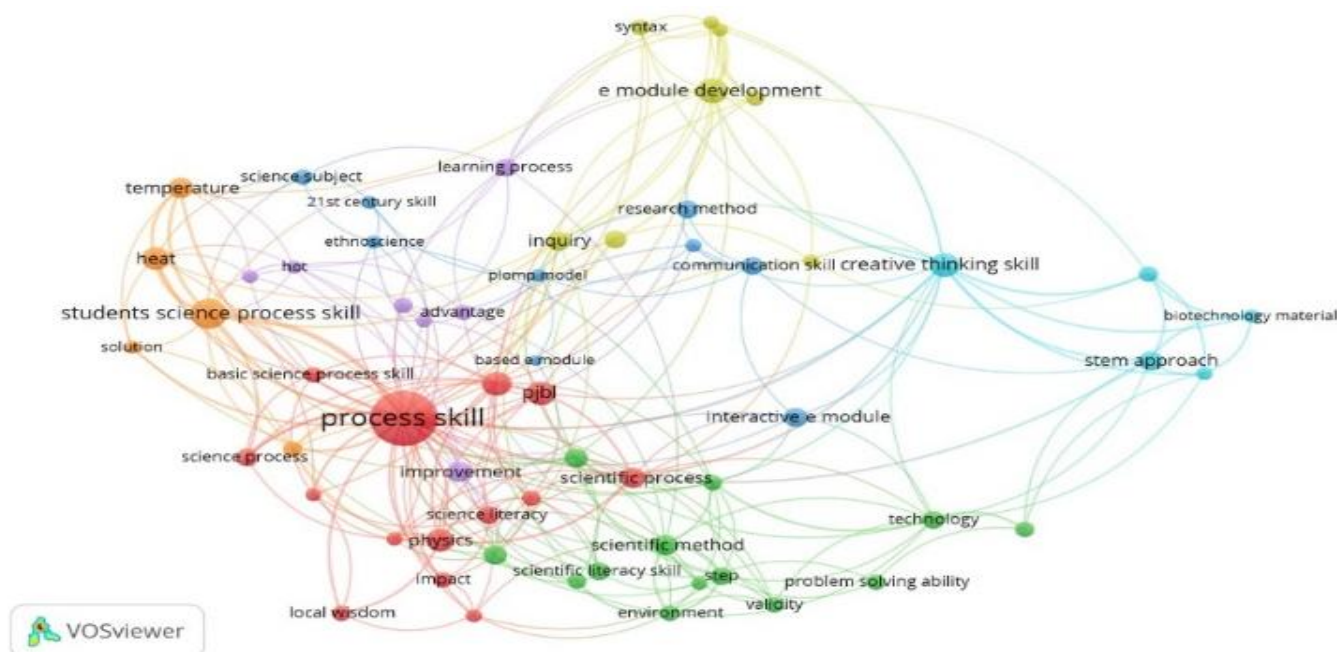 syntax
e module development
learning process
science subject
temperature
21st century skill
research method
ethnoscience
inquiry
heat
hot
plomp model
communication skill
creative thinking skill
students science process skill
advantage
biotechnology material
solution
based e module
stem approach
basic science process skill
pjbl
process skill
interactive e module
science process
improvement
scientific process
science literacy
technology
physics
scientific method
scientific literacy skill
step
impact
problem solving ability
local wisdom
environment
validity
VOSviewer